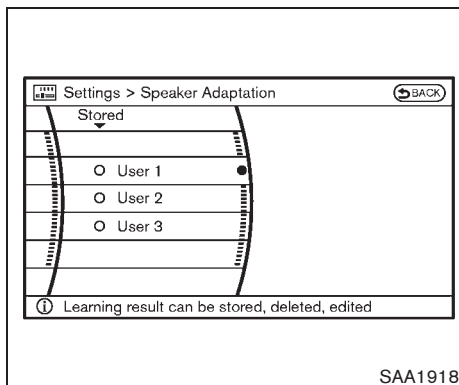 Settings > Speaker Adaptation
BACK
Stored
User 1
User 2
User 3
Learning result can be stored, deleted, edited
SAA1918